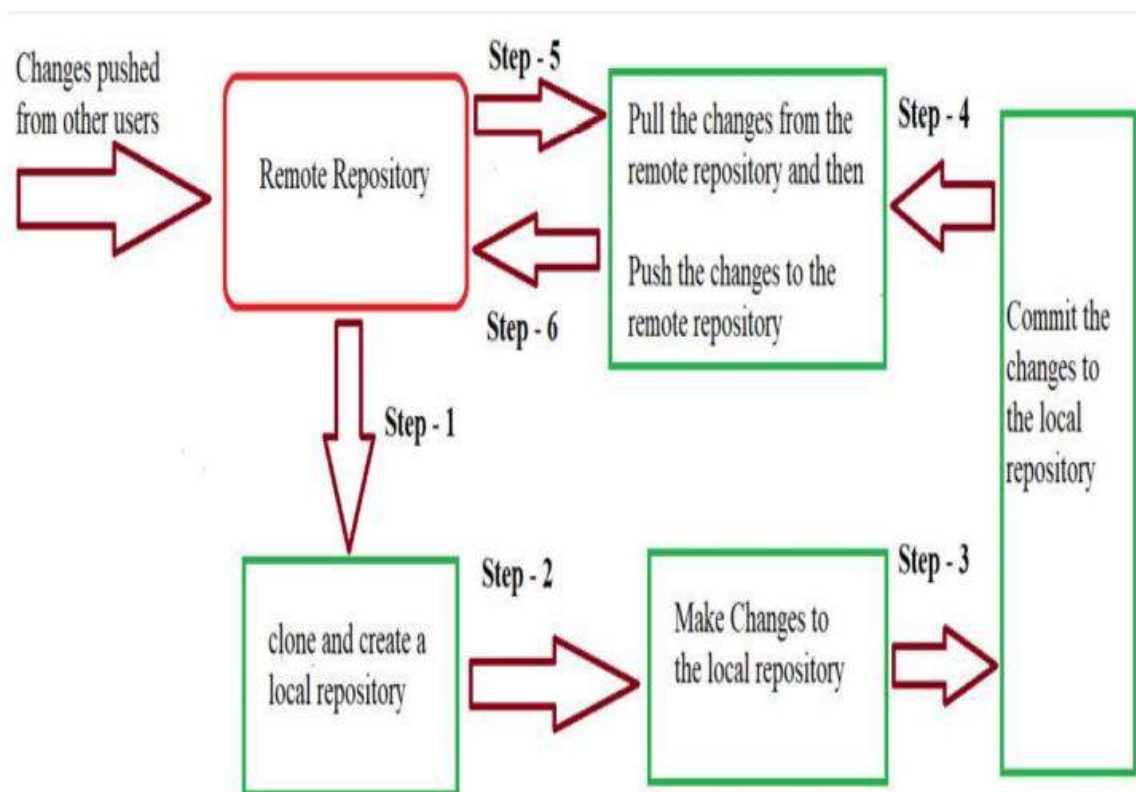 Changes pushed
from other users
Remote Repository
Step - 5
Pull the changes from the
remote repository and then
Push the changes to the
remote repository
Step - 4
Step - 6
Commit the
changes to
the local
repository
Step - 1
clone and create a
local repository
Step - 2
Make Changes to
the local repository
Step - 3